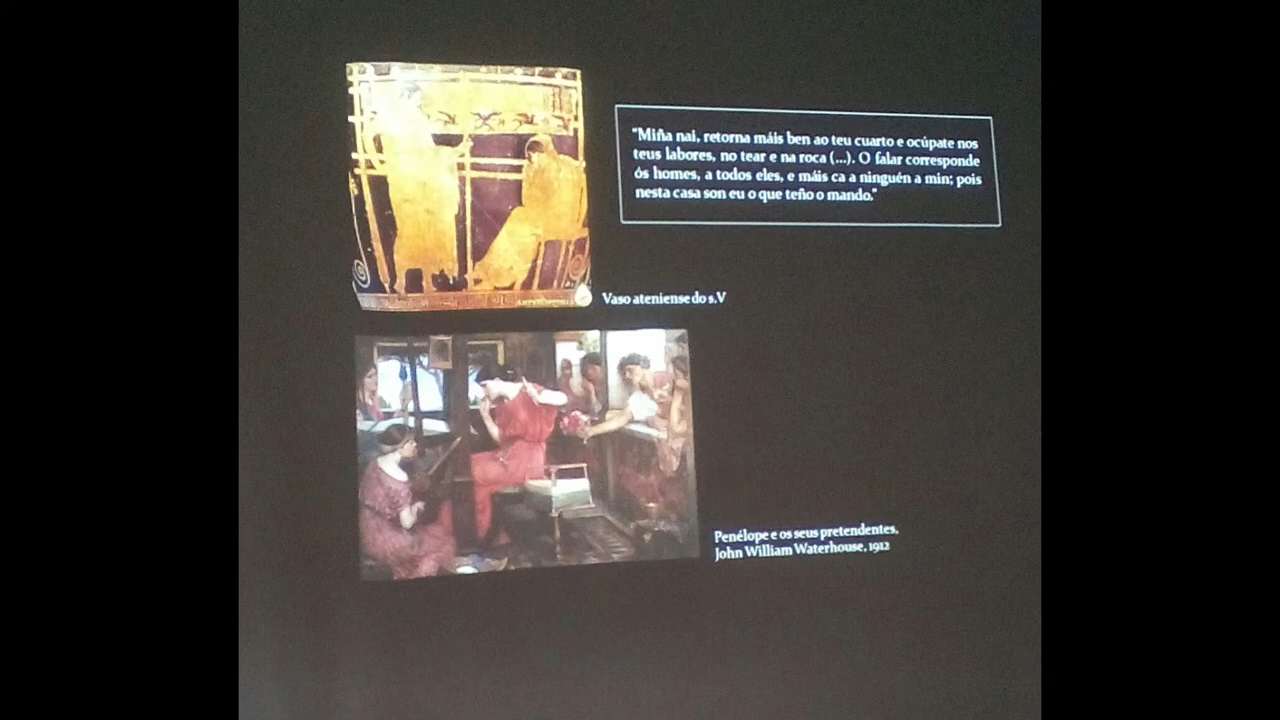 “Miña nai, retorna máis ben ao teu cuarto e ocúpate nos
teus labores, no tear e na roca (...). O falar corresponde
ós homes, a todos eles, e máis ca a ninguén a min; pois
nesta casa son eu o que teño o mando.”
Vaso ateniense do s.V
Penélope e os seus pretendentes.
John William Waterhouse, 1912